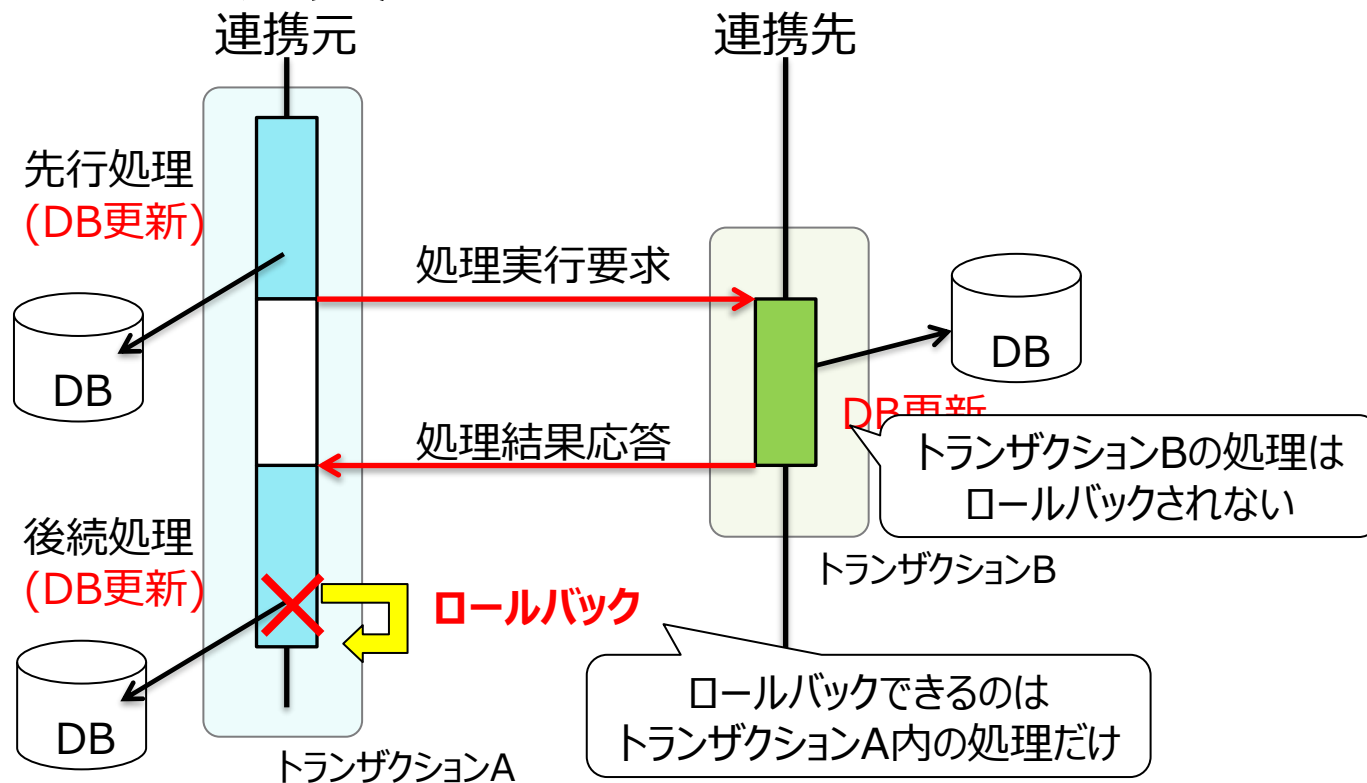 連携元
連携先
先行処理
(DB更新)
処理実行要求
DB
DB
DB更新
処理結果応答
トランザクションBの処理は
ロールバックされない
後続処理
(DB更新)
トランザクションB
ロールバック
ロールバックできるのは
トランザクションA内の処理だけ
DB
トランザクションA